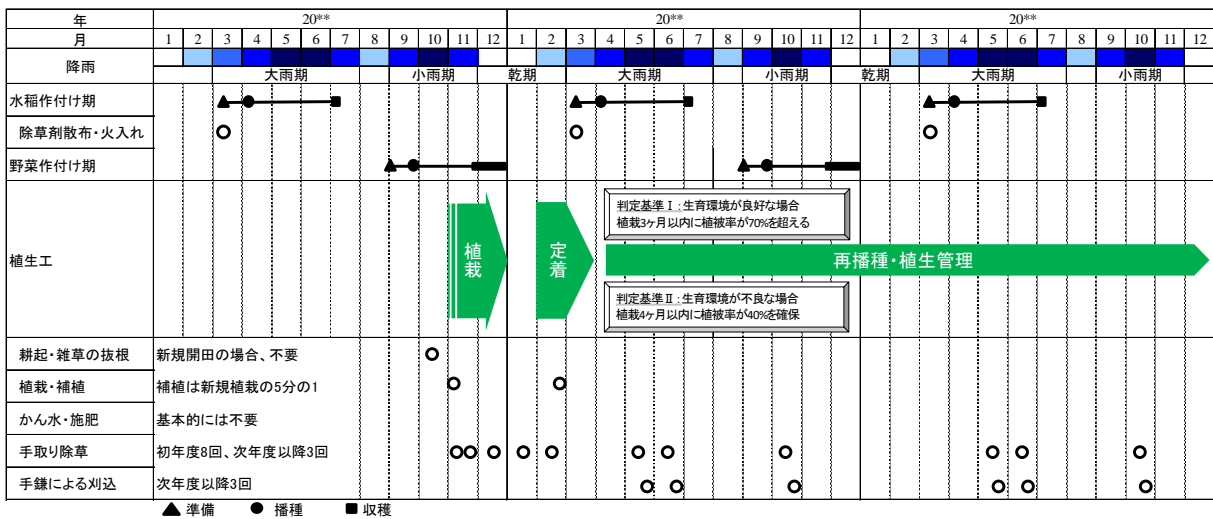 年 20** 20** 20**
月 1 2 3 4 5 6 7 8 9 10 11 12 1 2 3 4 5 6 7 8 9 10 11 12 1 2 3 4 5 6 7 8 9 10 11 12
降雨
大雨期 小雨期 乾期 大雨期 小雨期 乾期 大雨期 小雨期
水稲作付け期
除草剤散布・火入れ
野菜作付け期
植生工
植栽
定着
判定基準Ⅰ:生育環境が良好な場合
植栽3ヶ月以内に植被率が70%を超える
再播種・植生管理
判定基準Ⅱ:生育環境が不良な場合
植栽4ヶ月以内に植被率が40%を確保
耕起・雑草の抜根 新規開田の場合、不要
植栽・補植 補植は新規植栽の5分の1
かん水・施肥 基本的には不要
手取り除草 初年度8回、次年度以降3回
手鎌による刈込 次年度以降3回
▲ 準備 ● 播種 ■ 収穫